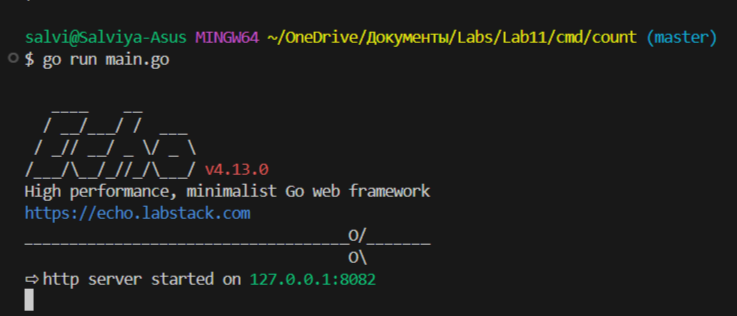 salvi@Salviya-Asus MINGW64 ~/OneDrive/Документы/Labs/Lab11/cmd/count (master)
$ go run main.go
   ____    __
  / __/___/ /  ___
 / _// __/ _ \/ _ \
/___/\__/_//_/\___/ v4.13.0
High performance, minimalist Go web framework
https://echo.labstack.com
____________________________________O/_______
                                    O\
⇨ http server started on 127.0.0.1:8082